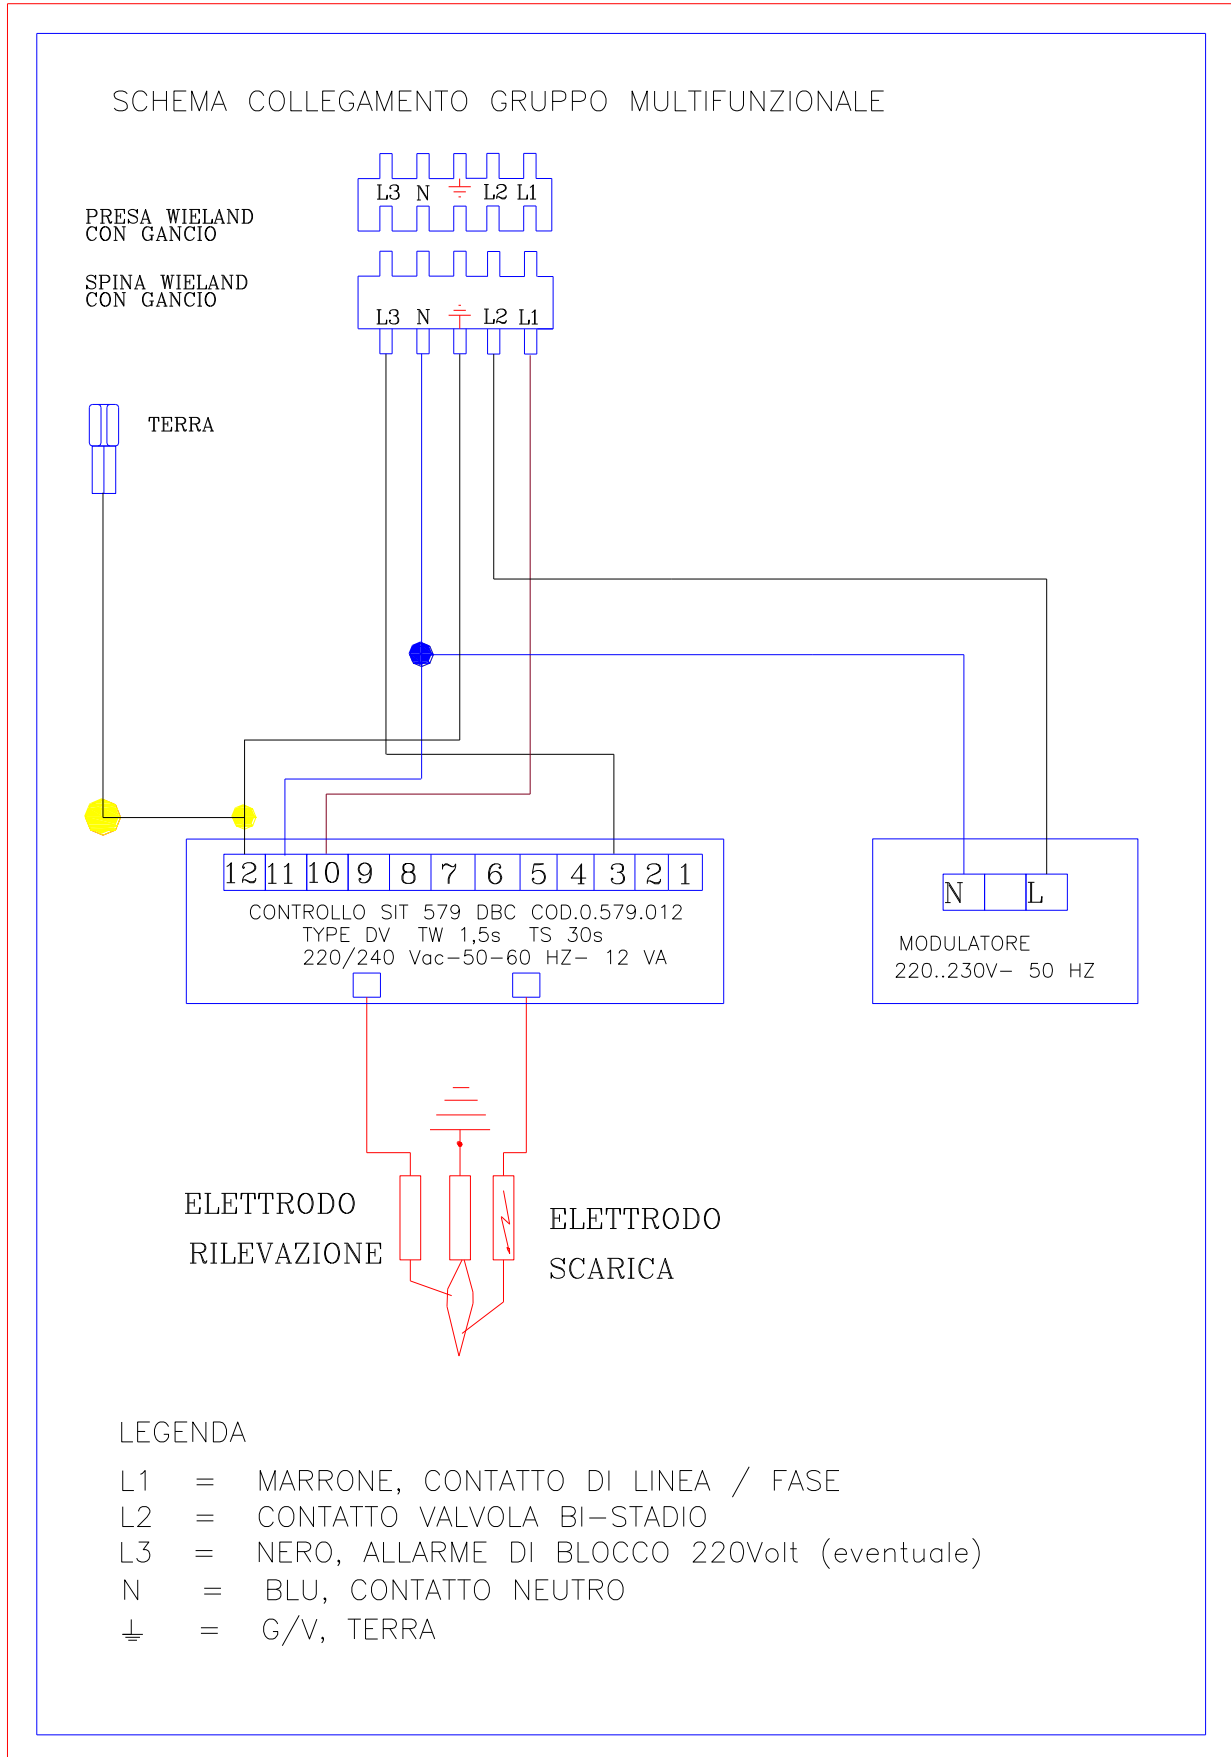 SCHEMA COLLEGAMENTO GRUPPO MULTIFUNZIONALE
L3 N L2 L1
PRESA WIELAND
CON GANCIO
SPINA WIELAND
CON GANCIO
L3 N L2 L1
TERRA
12 11 10 9 8 7 6 5 4 3 2 1
CONTROLLO SIT 579 DBC COD.0.579.012
TYPE DV TW 1,5s TS 30s
220/240 Vac-50-60 HZ- 12 VA
N L
MODULATORE
220..230V- 50 HZ
ELETTRODO
RILEVAZIONE
ELETTRODO
SCARICA
LEGENDA
L1 = MARRONE, CONTATTO DI LINEA / FASE
L2 = CONTATTO VALVOLA BI-STADIO
L3 = NERO, ALLARME DI BLOCCO 220Volt (eventuale)
N = BLU, CONTATTO NEUTRO
⏚ = G/V, TERRA